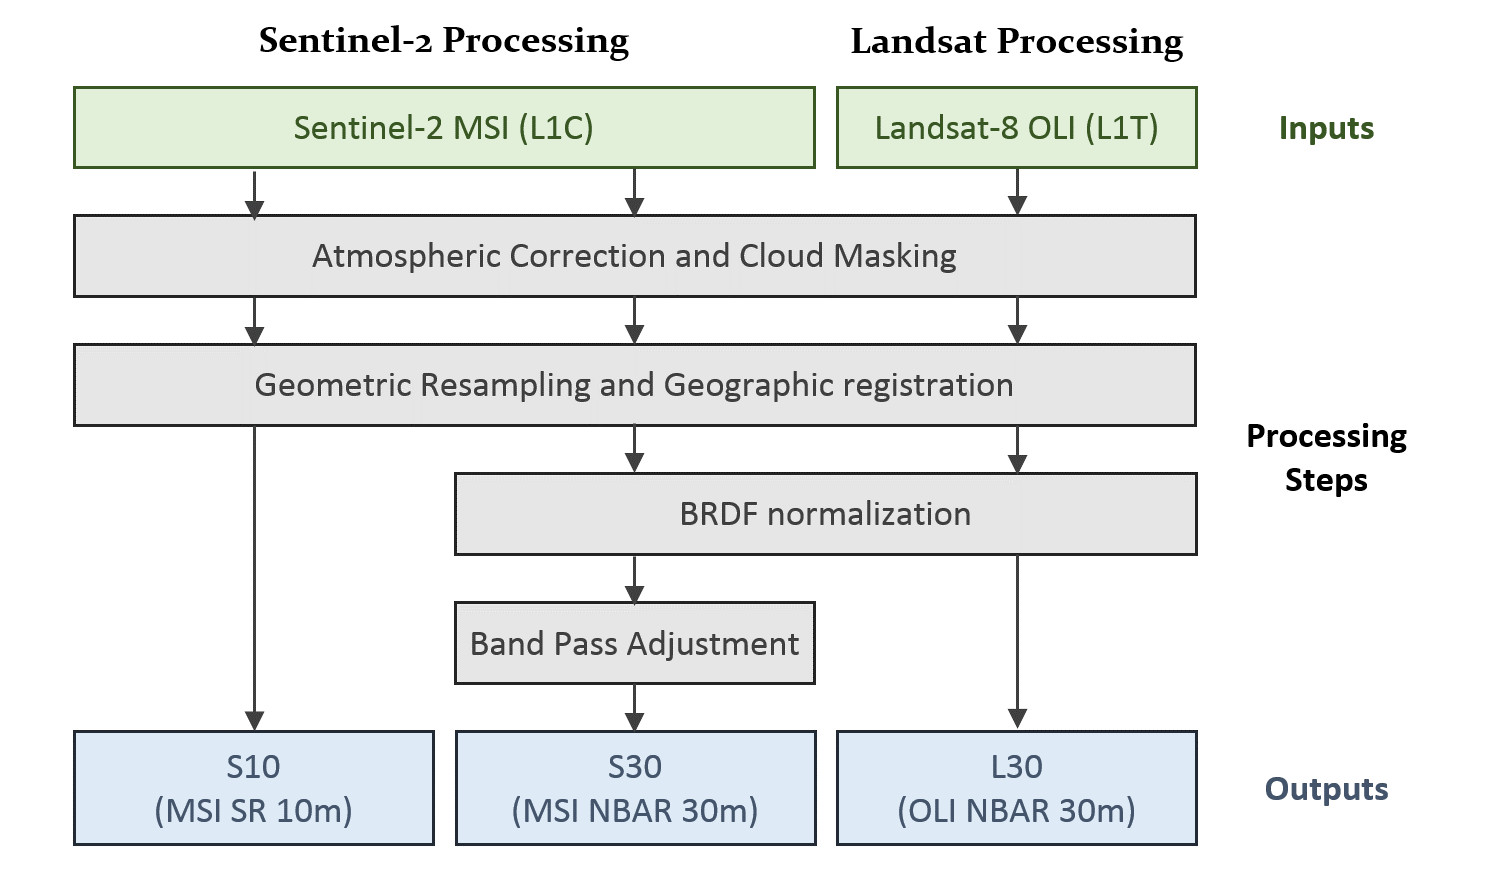 Sentinel-2 Processing
Landsat Processing
Sentinel-2 MSI (L1C)
Landsat-8 OLI (L1T)
Inputs
Atmospheric Correction and Cloud Masking
Geometric Resampling and Geographic registration
Processing
Steps
BRDF normalization
Band Pass Adjustment
S10
(MSI SR 10m)
S30
(MSI NBAR 30m)
L30
(OLI NBAR 30m)
Outputs